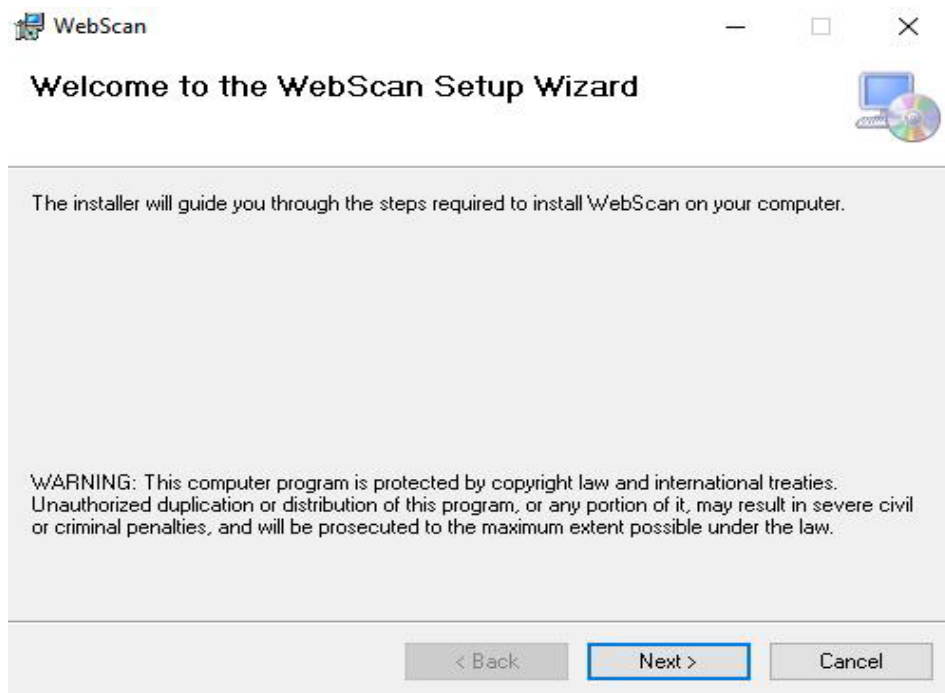 WebScan
Welcome to the WebScan Setup Wizard
The installer will guide you through the steps required to install WebScan on your computer.
WARNING: This computer program is protected by copyright law and international treaties.
Unauthorized duplication or distribution of this program, or any portion of it, may result in severe civil
or criminal penalties, and will be prosecuted to the maximum extent possible under the law.
< Back
Next >
Cancel